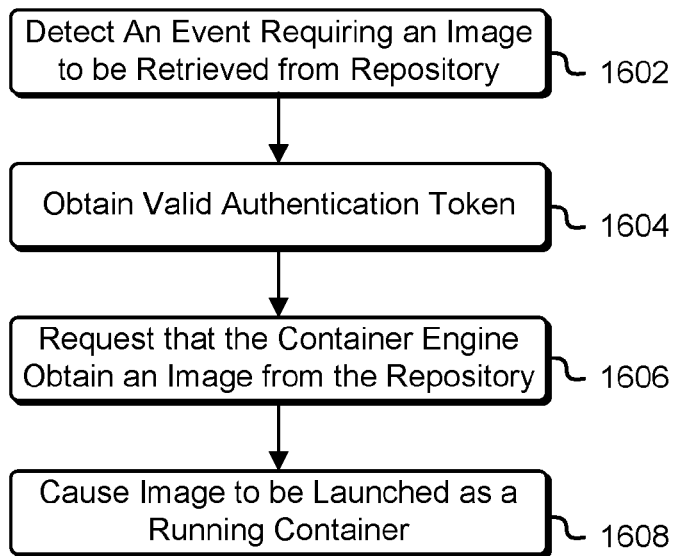 Detect An Event Requiring an Image
to be Retrieved from Repository
1602
Obtain Valid Authentication Token
1604
Request that the Container Engine
Obtain an Image from the Repository
1606
Cause Image to be Launched as a
Running Container
1608